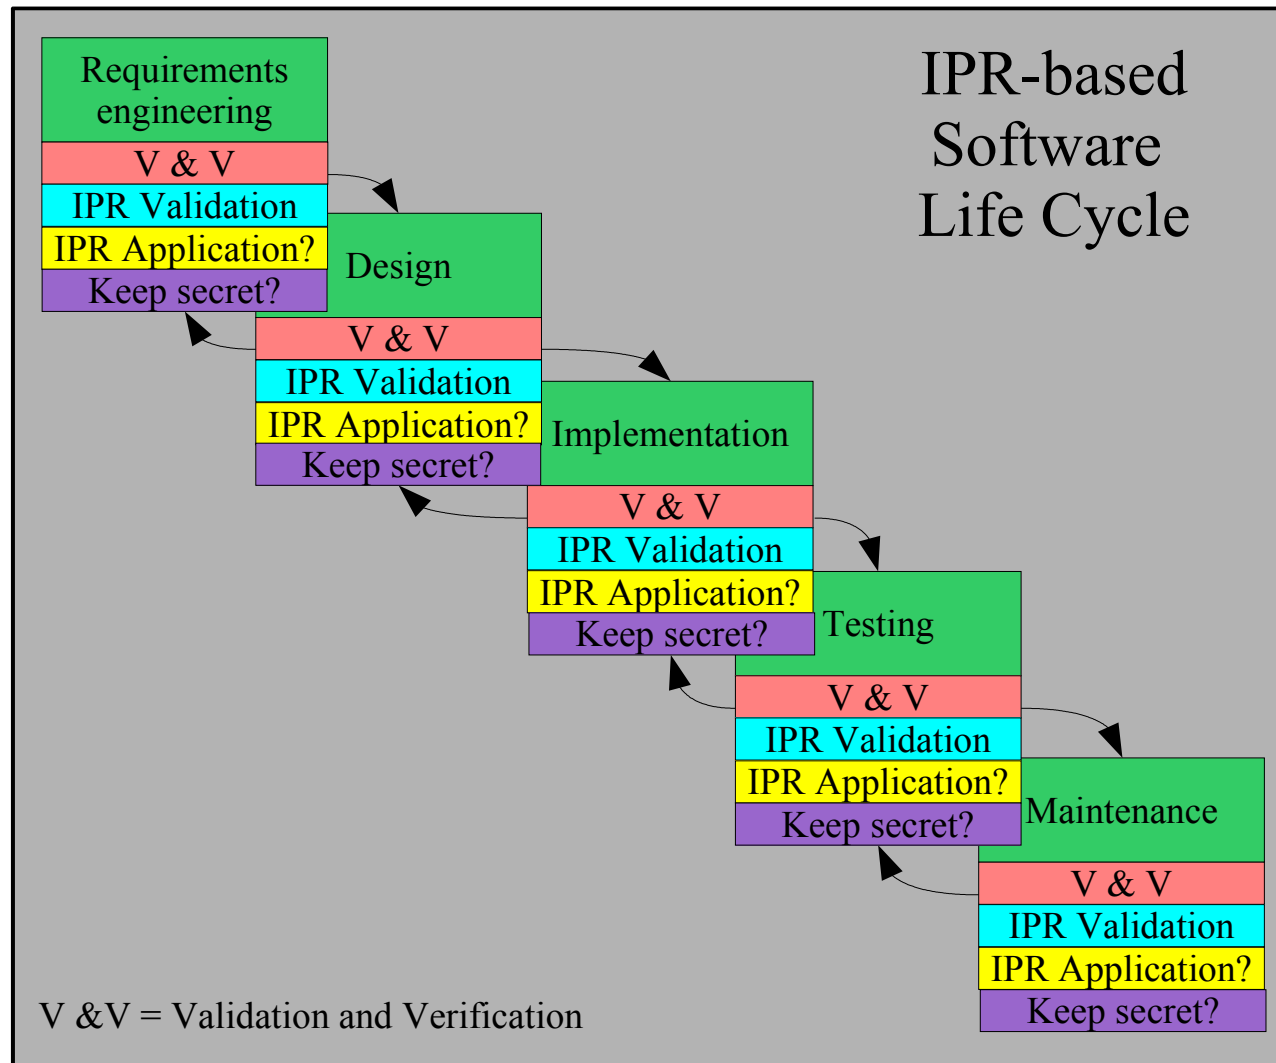 Requirements
engineering
V & V
IPR Validation
IPR Application?
Keep secret?
IPR-based
Software
Life Cycle
Design
V & V
IPR Validation
IPR Application?
Keep secret?
Implementation
V & V
IPR Validation
IPR Application?
Keep secret?
Testing
V & V
IPR Validation
IPR Application?
Keep secret?
Maintenance
V & V
IPR Validation
IPR Application?
Keep secret?
V &V = Validation and Verification